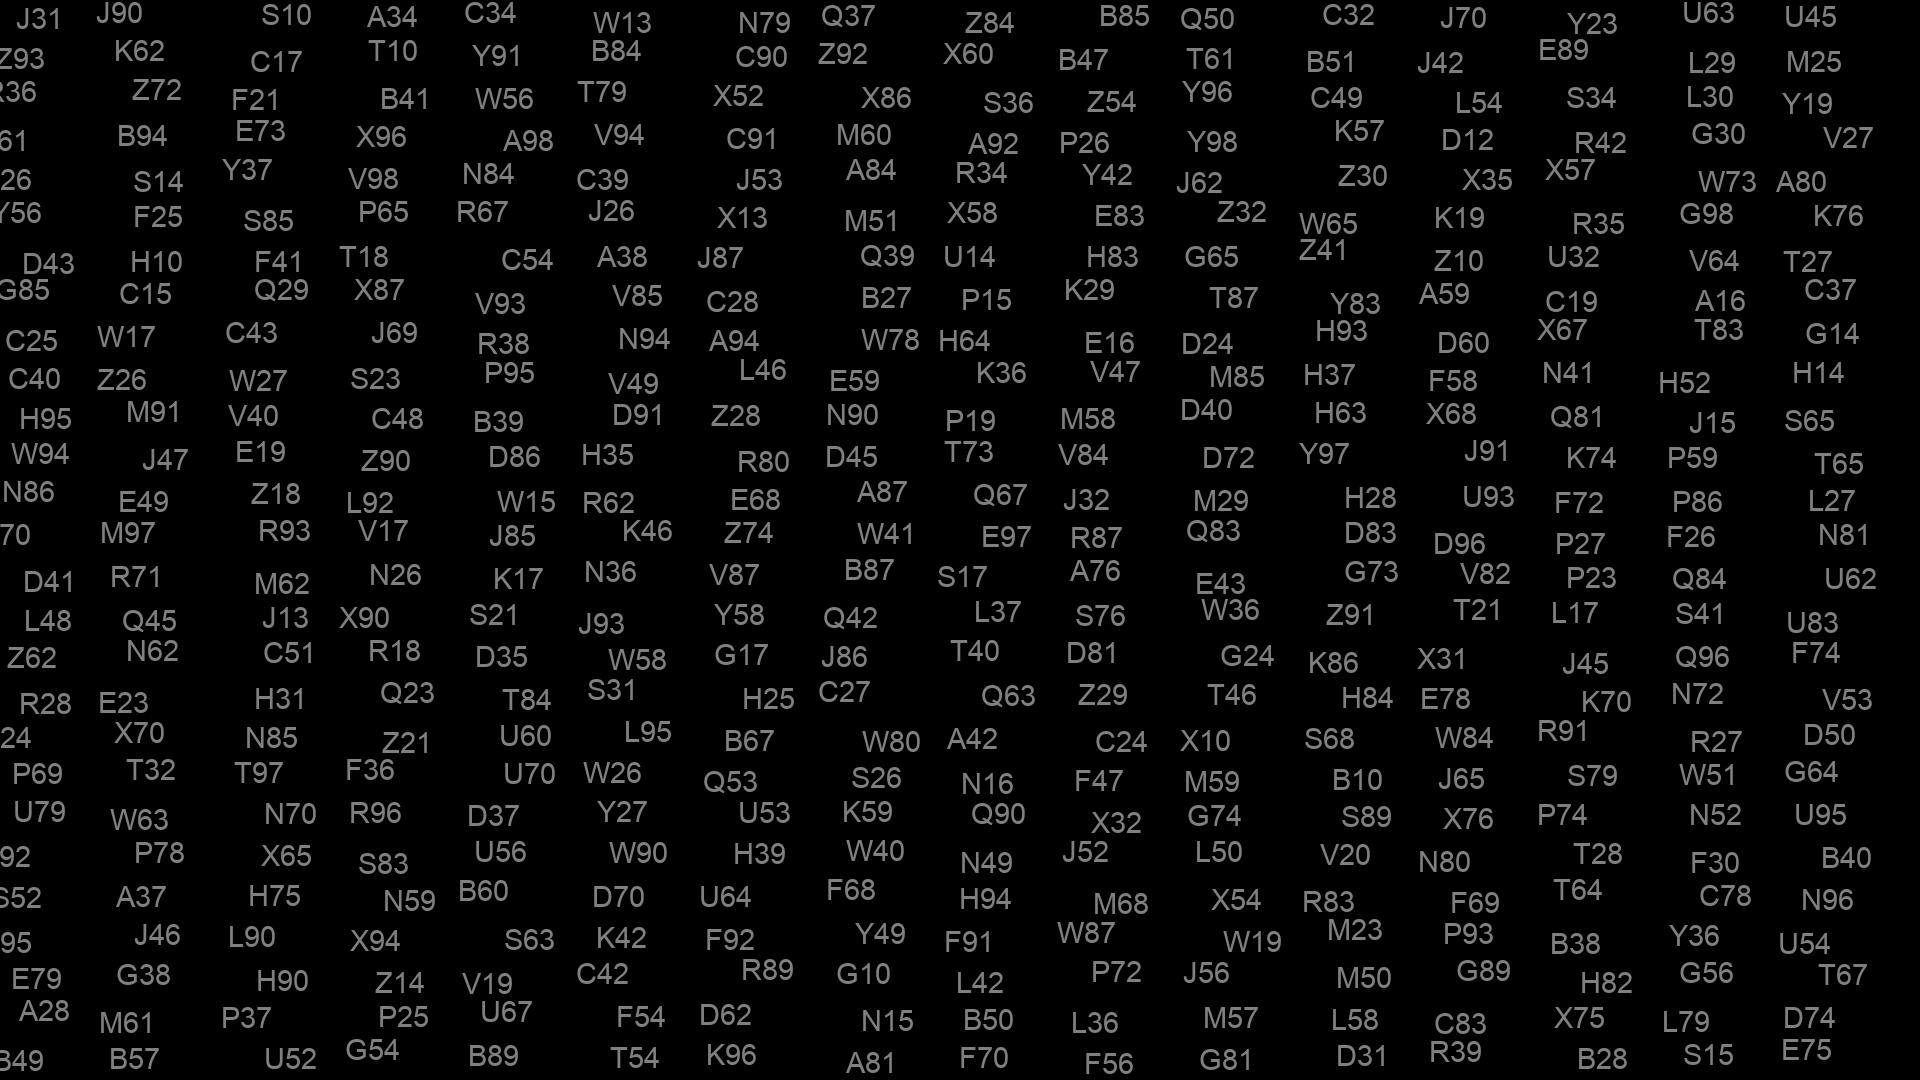 J31 J90 S10 A34 C34 W13 N79 Q37 Z84 B85 Q50 C32 J70 Y23 U63 U45
Z93 K62 C17 T10 Y91 B84 C90 Z92 X60 B47 T61 B51 J42 E89 L29 M25
R36 Z72 F21 B41 W56 T79 X52 X86 S36 Z54 Y96 C49 L54 S34 L30 Y19
61 B94 E73 X96 A98 V94 C91 M60 A92 P26 Y98 K57 D12 R42 G30 V27
26 S14 Y37 V98 N84 C39 J53 A84 R34 Y42 J62 Z30 X35 X57 W73 A80
Y56 F25 S85 P65 R67 J26 X13 M51 X58 E83 Z32 W65 K19 R35 G98 K76
D43 H10 F41 T18 C54 A38 J87 Q39 U14 H83 G65 Z41 Z10 U32 V64 T27
G85 C15 Q29 X87 V93 V85 C28 B27 P15 K29 T87 Y83 A59 C19 A16 C37
C25 W17 C43 J69 R38 N94 A94 W78 H64 E16 D24 H93 D60 X67 T83 G14
C40 Z26 W27 S23 P95 V49 L46 E59 K36 V47 M85 H37 F58 N41 H52 H14
H95 M91 V40 C48 B39 D91 Z28 N90 P19 M58 D40 H63 X68 Q81 J15 S65
W94 J47 E19 Z90 D86 H35 R80 D45 T73 V84 D72 Y97 J91 K74 P59 T65
N86 E49 Z18 L92 W15 R62 E68 A87 Q67 J32 M29 H28 U93 F72 P86 L27
70 M97 R93 V17 J85 K46 Z74 W41 E97 R87 Q83 D83 D96 P27 F26 N81
D41 R71 M62 N26 K17 N36 V87 B87 S17 A76 E43 G73 V82 P23 Q84 U62
L48 Q45 J13 X90 S21 J93 Y58 Q42 L37 S76 W36 Z91 T21 L17 S41 U83
Z62 N62 C51 R18 D35 W58 G17 J86 T40 D81 G24 K86 X31 J45 Q96 F74
R28 E23 H31 Q23 T84 S31 H25 C27 Q63 Z29 T46 H84 E78 K70 N72 V53
24 X70 N85 Z21 U60 L95 B67 W80 A42 C24 X10 S68 W84 R91 R27 D50
P69 T32 T97 F36 U70 W26 Q53 S26 N16 F47 M59 B10 J65 S79 W51 G64
U79 W63 N70 R96 D37 Y27 U53 K59 Q90 X32 G74 S89 X76 P74 N52 U95
92 P78 X65 S83 U56 W90 H39 W40 N49 J52 L50 V20 N80 T28 F30 B40
S52 A37 H75 N59 B60 D70 U64 F68 H94 M68 X54 R83 F69 T64 C78 N96
95 J46 L90 X94 S63 K42 F92 Y49 F91 W87 W19 M23 P93 B38 Y36 U54
E79 G38 H90 Z14 V19 C42 R89 G10 L42 P72 J56 M50 G89 H82 G56 T67
A28 M61 P37 P25 U67 F54 D62 N15 B50 L36 M57 L58 C83 X75 L79 D74
B49 B57 U52 G54 B89 T54 K96 A81 F70 F56 G81 D31 R39 B28 S15 E75